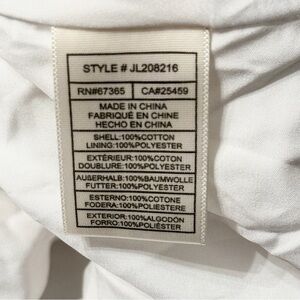 STYLE # JL208216
RN#67365 CA#25459
MADE IN CHINA
FABRIQUÉ EN CHINE
HECHO EN CHINA
SHELL:100%COTTON
LINING:100%POLYESTER
EXTÉRIEUR:100%COTON
DOUBLURE:100%POLYESTER
AUßERHALB:100%BAUMWOLLE
FUTTER:100%POLYESTER
ESTERNO:100%COTONE
FODERA:100%POLIESTERE
EXTERIOR:100%ALGODÓN
FORRO:100%POLIÉSTER